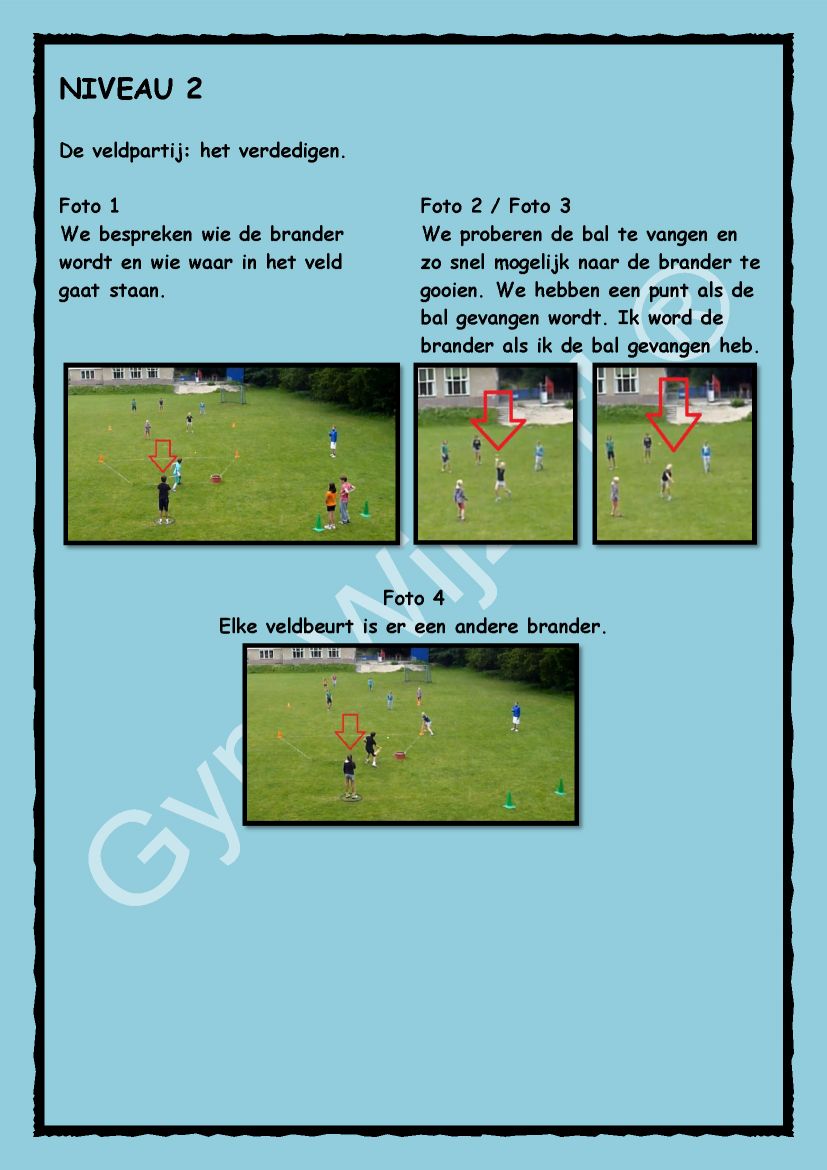 NIVEAU 2
De veldpartij: het verdedigen.
Foto 1
We bespreken wie de brander
wordt en wie waar in het veld
gaat staan.
Foto 2 / Foto 3
We proberen de bal te vangen en
zo snel mogelijk naar de brander te
gooien. We hebben een punt als de
bal gevangen wordt. Ik word de
brander als ik de bal gevangen heb.
Foto 4
Elke veldbeurt is er een andere brander.